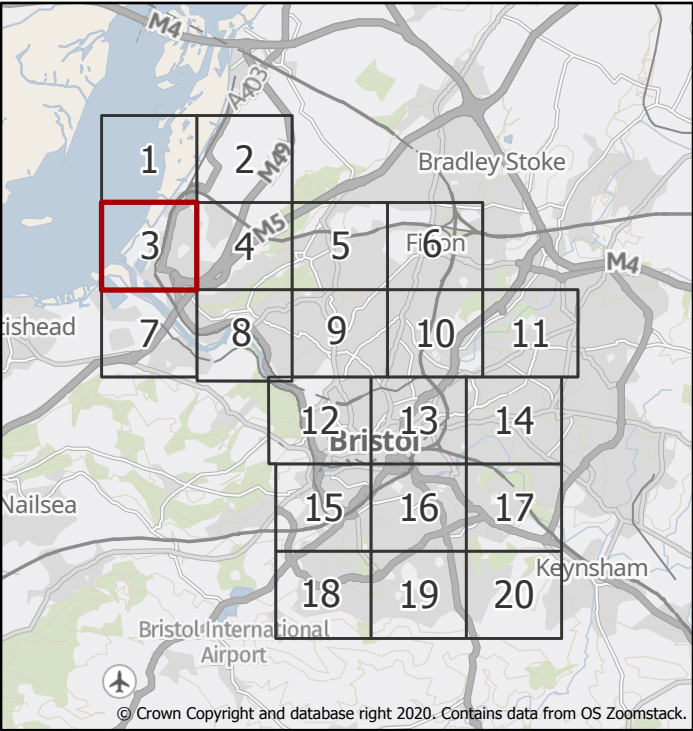 M4
A403
1
2
M49
Bradley Stoke
3
4
M5
5
6
Filton
M4
tishead
7
8
9
10
11
12
13
14
Bristol
Nailsea
15
16
17
Keynsham
18
19
20
Bristol International
Airport
© Crown Copyright and database right 2020. Contains data from OS Zoomstack.